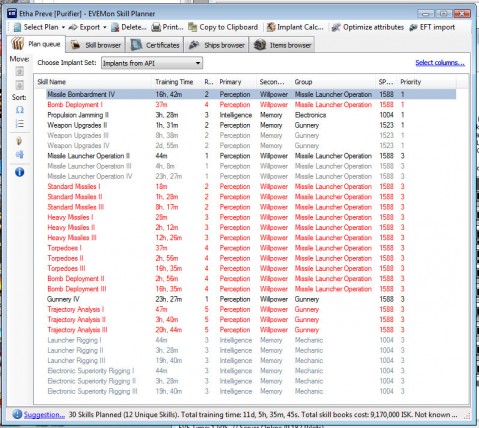 Etha Preve [Purifier] - EVEMon Skill Planner
Select Plan Export Delete... Print... Copy to Clipboard Implant Calc... Optimize attributes EFT import
Plan queue Skill browser Certificates Ships browser Items browser
Move: Choose Implant Set: Implants from API Select columns...
Skill Name Training Time R... Primary Secon... Group SP... Priority
Missile Bombardment IV 16h, 42m 2 Perception Willpower Missile Launcher Operation 1588 1
Bomb Deployment I 37m 4 Perception Willpower Missile Launcher Operation 1588 1
Sort:
Propulsion Jamming II 3h, 28m 3 Intelligence Memory Electronics 1004 1
Weapon Upgrades II 1h, 31m 2 Perception Memory Gunnery 1523 1
Weapon Upgrades III 8h, 38m 2 Perception Memory Gunnery 1523 1
Weapon Upgrades IV 2d, 55m 2 Perception Memory Gunnery 1523 1
Missile Launcher Operation II 44m 1 Perception Willpower Missile Launcher Operation 1588 3
Missile Launcher Operation III 4h, 8m 1 Perception Willpower Missile Launcher Operation 1588 3
Missile Launcher Operation IV 23h, 27m 1 Perception Willpower Missile Launcher Operation 1588 3
Standard Missiles I 18m 2 Perception Willpower Missile Launcher Operation 1588 3
Standard Missiles II 1h, 28m 2 Perception Willpower Missile Launcher Operation 1588 3
Standard Missiles III 8h, 17m 2 Perception Willpower Missile Launcher Operation 1588 3
Heavy Missiles I 28m 3 Perception Willpower Missile Launcher Operation 1588 3
Heavy Missiles II 2h, 12m 3 Perception Willpower Missile Launcher Operation 1588 3
Heavy Missiles III 12h, 26m 3 Perception Willpower Missile Launcher Operation 1588 3
Torpedoes I 37m 4 Perception Willpower Missile Launcher Operation 1588 3
Torpedoes II 2h, 56m 4 Perception Willpower Missile Launcher Operation 1588 3
Torpedoes III 16h, 35m 4 Perception Willpower Missile Launcher Operation 1588 3
Bomb Deployment II 2h, 56m 4 Perception Willpower Missile Launcher Operation 1588 3
Bomb Deployment III 16h, 35m 4 Perception Willpower Missile Launcher Operation 1588 3
Gunnery IV 23h, 27m 1 Perception Willpower Gunnery 1588 3
Trajectory Analysis I 47m 5 Perception Willpower Gunnery 1588 3
Trajectory Analysis II 3h, 40m 5 Perception Willpower Gunnery 1588 3
Trajectory Analysis III 20h, 44m 5 Perception Willpower Gunnery 1588 3
Launcher Rigging I 44m 3 Intelligence Memory Mechanic 1004 3
Launcher Rigging II 3h, 28m 3 Intelligence Memory Mechanic 1004 3
Launcher Rigging III 19h, 40m 3 Intelligence Memory Mechanic 1004 3
Electronic Superiority Rigging I 44m 3 Intelligence Memory Mechanic 1004 3
Electronic Superiority Rigging II 3h, 28m 3 Intelligence Memory Mechanic 1004 3
Electronic Superiority Rigging III 19h, 40m 3 Intelligence Memory Mechanic 1004 3
Suggestion... 30 Skills Planned (12 Unique Skills). Total training time: 11d, 5h, 35m, 45s. Total skill books cost: 9,170,000 ISK. Not known ...